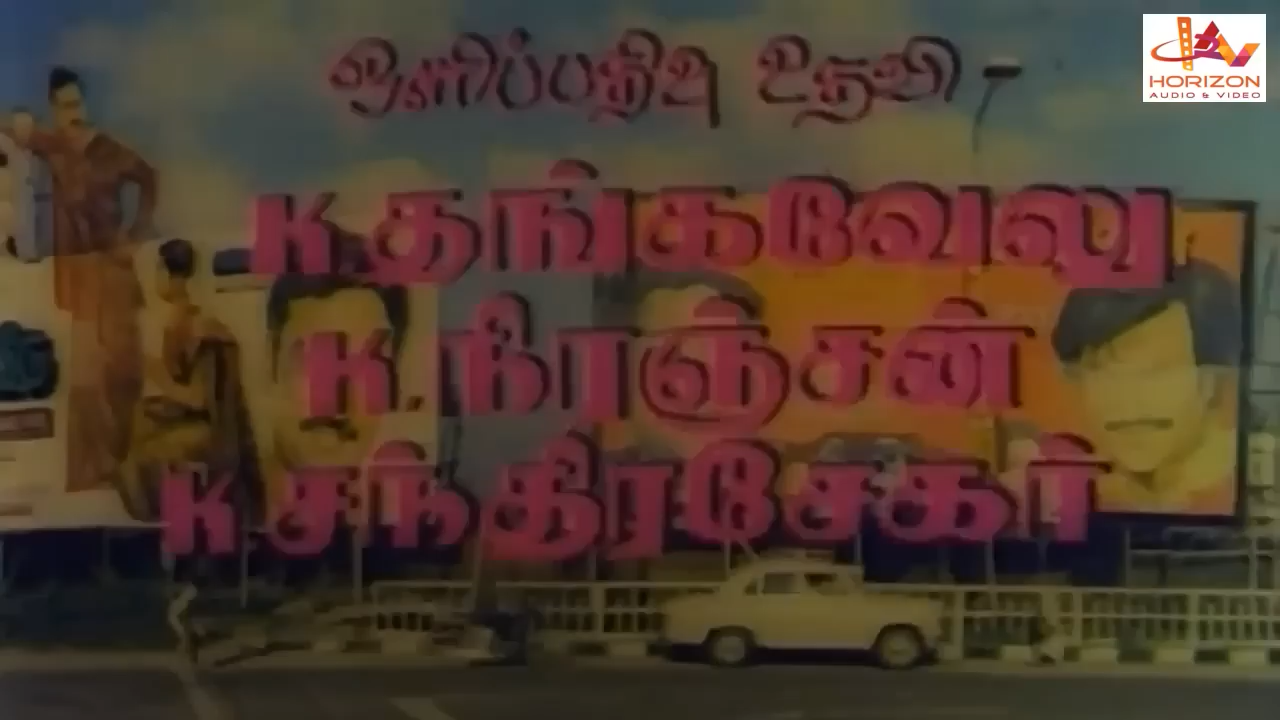 ஒளிப்பதிவு உதவி
K.தங்கவேலு
K.நிரஞ்சன்
K.சந்திரசேகர்
HORIZON
AUDIO & VIDEO